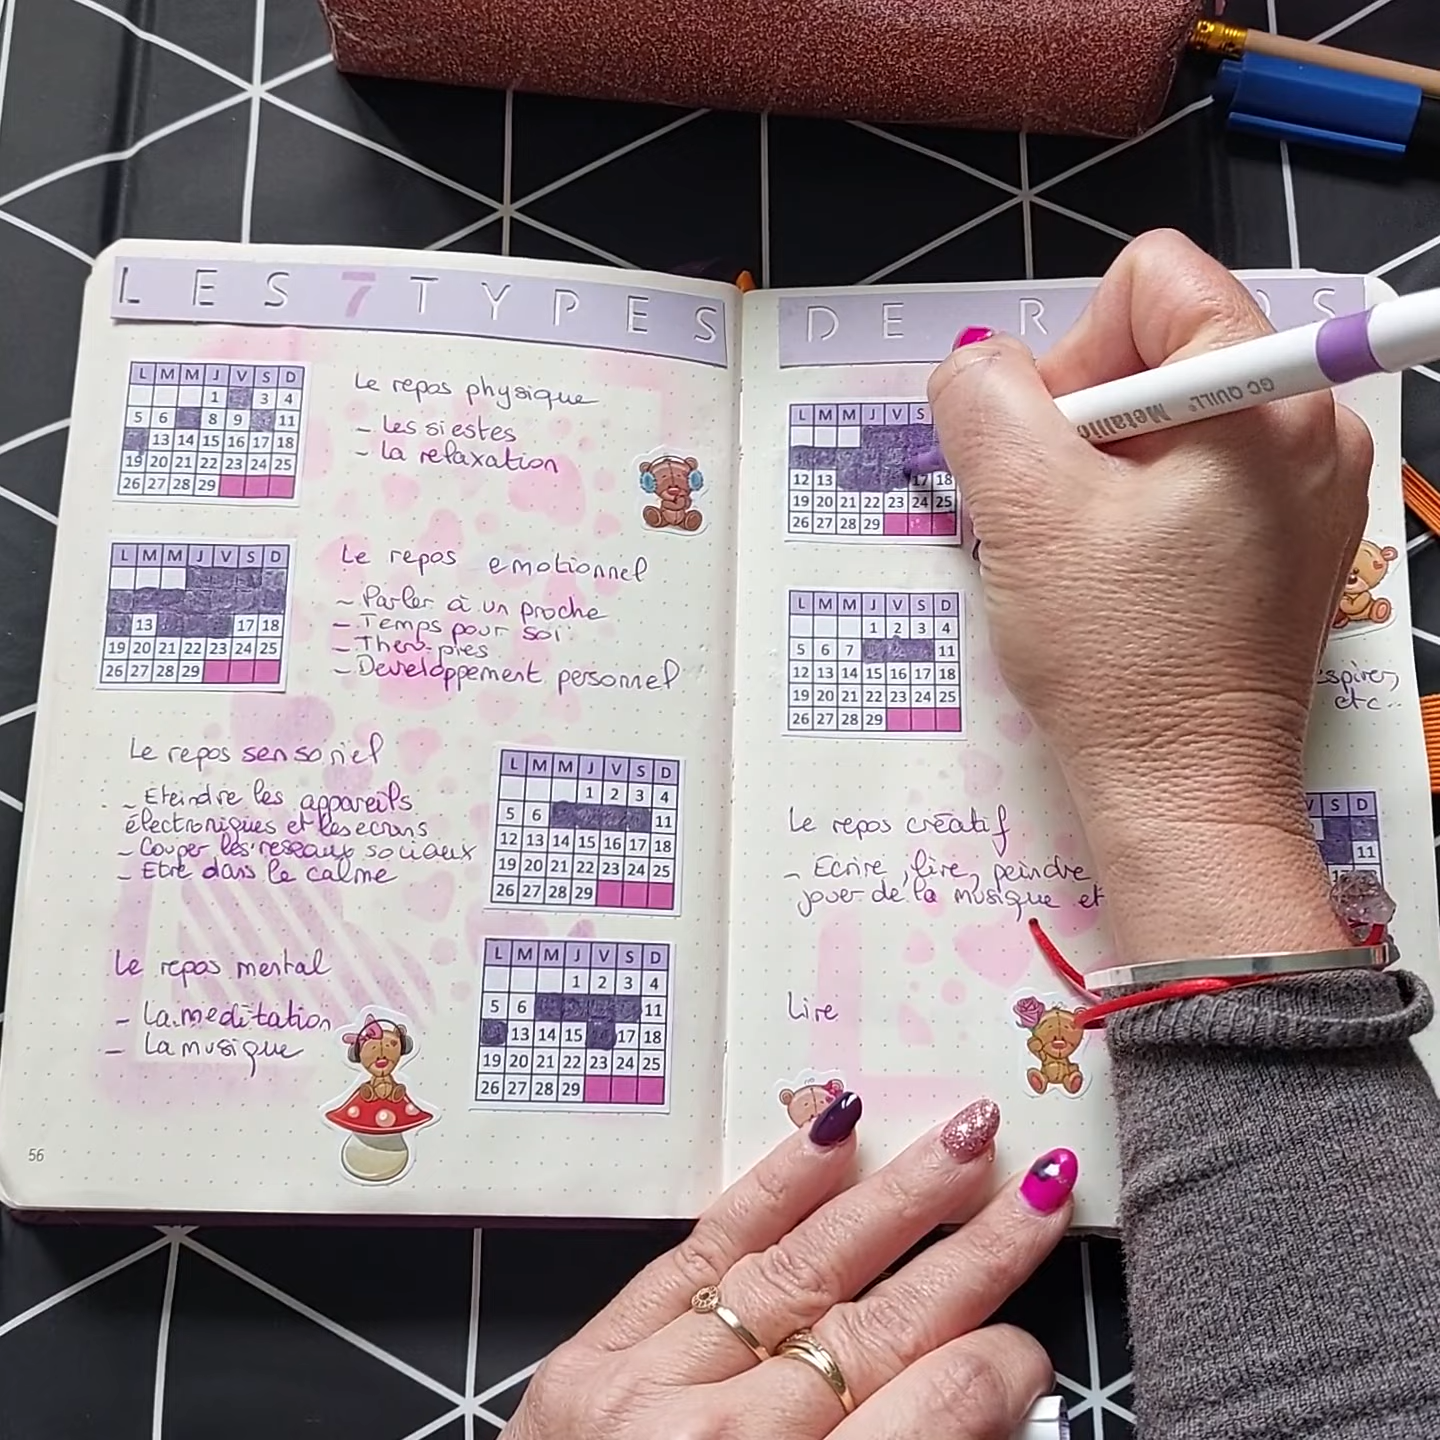 LES 7 TYPES
L M M J V S D
1 3 4
5 6 8 9 11
13 14 15 16 17 18
19 20 21 22 23 24 25
26 27 28 29
Le repos physique
- Les siestes
- La relaxation
L M M J V S D
13 17 18
19 20 21 22 23 24 25
26 27 28 29
Le repos emotionnel
- Parler à un proche
- Temps pour soi
- Thérapies
- Developpement personnel
Le repos sensoriel
- Eteindre les appareils
électroniques et les ecrans
- Couper les reseaux sociaux
- Etre dans le calme
L M M J V S D
1 2 3 4
5 6 11
12 13 14 15 16 17 18
19 20 21 22 23 24 25
26 27 28 29
Le repos mental
- La meditation
- La musique
L M M J V S D
1 2 3 4
5 6 11
13 14 15 17 18
19 20 21 22 23 24 25
26 27 28 29
56
DE R OS
L M M J V S
12 13 17 18
19 20 21 22 23 24 25
26 27 28 29
L M M J V S D
1 2 3 4
5 6 7 11
12 13 14 15 16 17 18
19 20 21 22 23 24 25
26 27 28 29
etc..
Le repos créatif
- Ecrire, lire, peindre
jouer de la musique et
V S D
11
Lire
GC QUILL Metallic